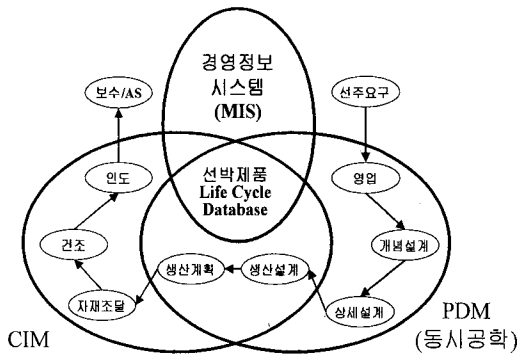 경영정보
시스템
(MIS)
보수/AS
선주요구
선박제품
Life Cycle
Database
인도
영업
건조
개념설계
생산계획
생산설계
자재조달
상세설계
CIM
PDM
(동시공학)